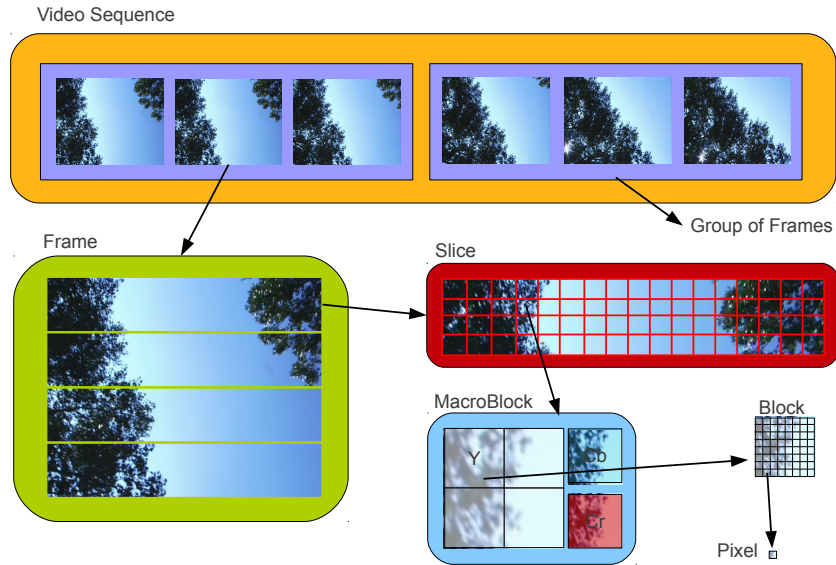 Video Sequence
Group of Frames
Frame
Slice
MacroBlock
Block
Y
Cb
Cr
Pixel